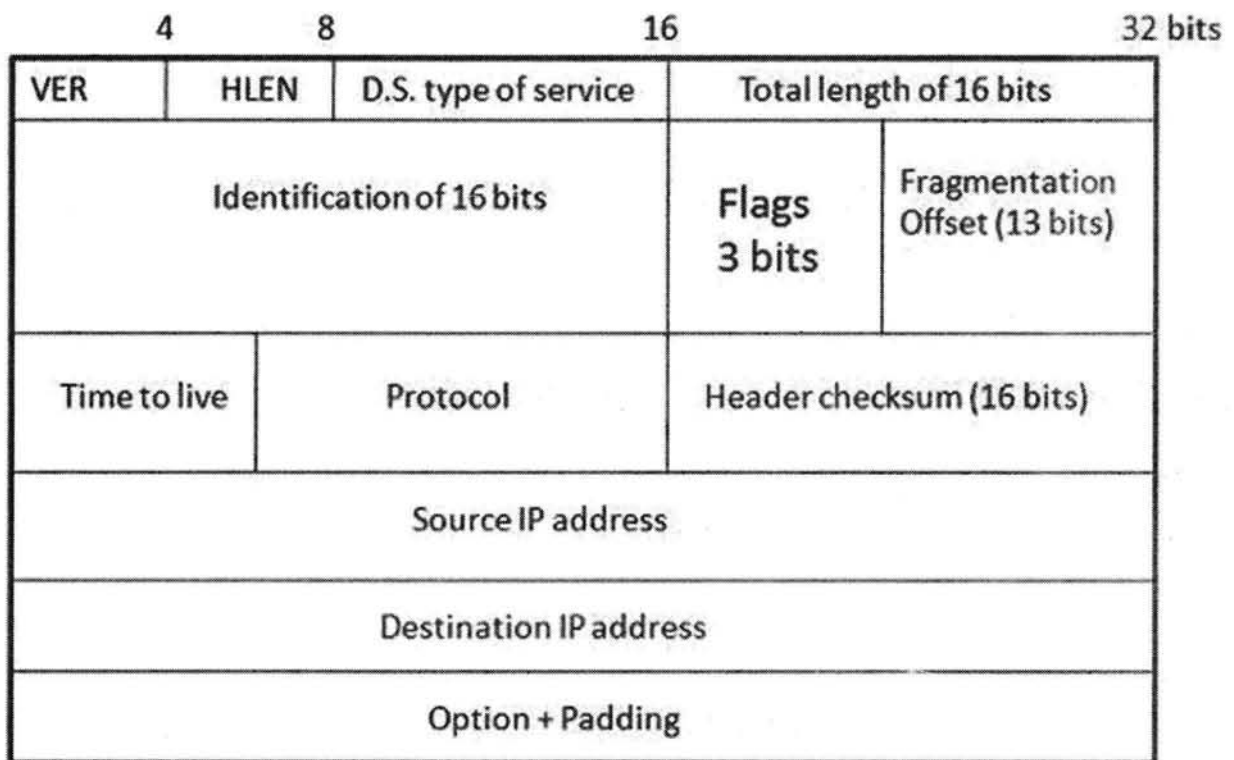 4 8 16 32 bits
VER HLEN D.S. type of service Total length of 16 bits
Identification of 16 bits
Flags
3 bits
Fragmentation
Offset (13 bits)
Time to live Protocol Header checksum (16 bits)
Source IP address
Destination IP address
Option + Padding